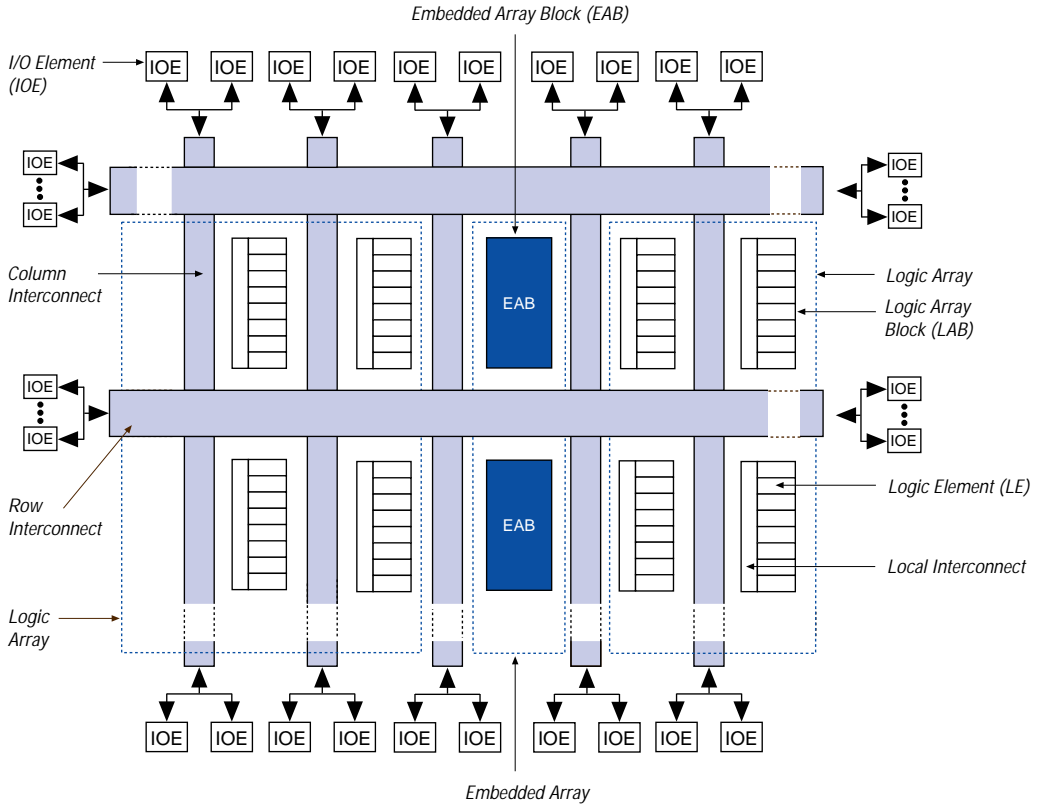 Embedded Array Block (EAB)
I/O Element
(IOE)
IOE IOE IOE IOE IOE IOE IOE IOE IOE IOE
IOE IOE
IOE IOE
Column
Interconnect
EAB
Logic Array
Logic Array
Block (LAB)
IOE IOE
IOE IOE
Row
Interconnect
EAB
Logic Element (LE)
Local Interconnect
Logic
Array
IOE IOE IOE IOE IOE IOE IOE IOE IOE IOE
Embedded Array